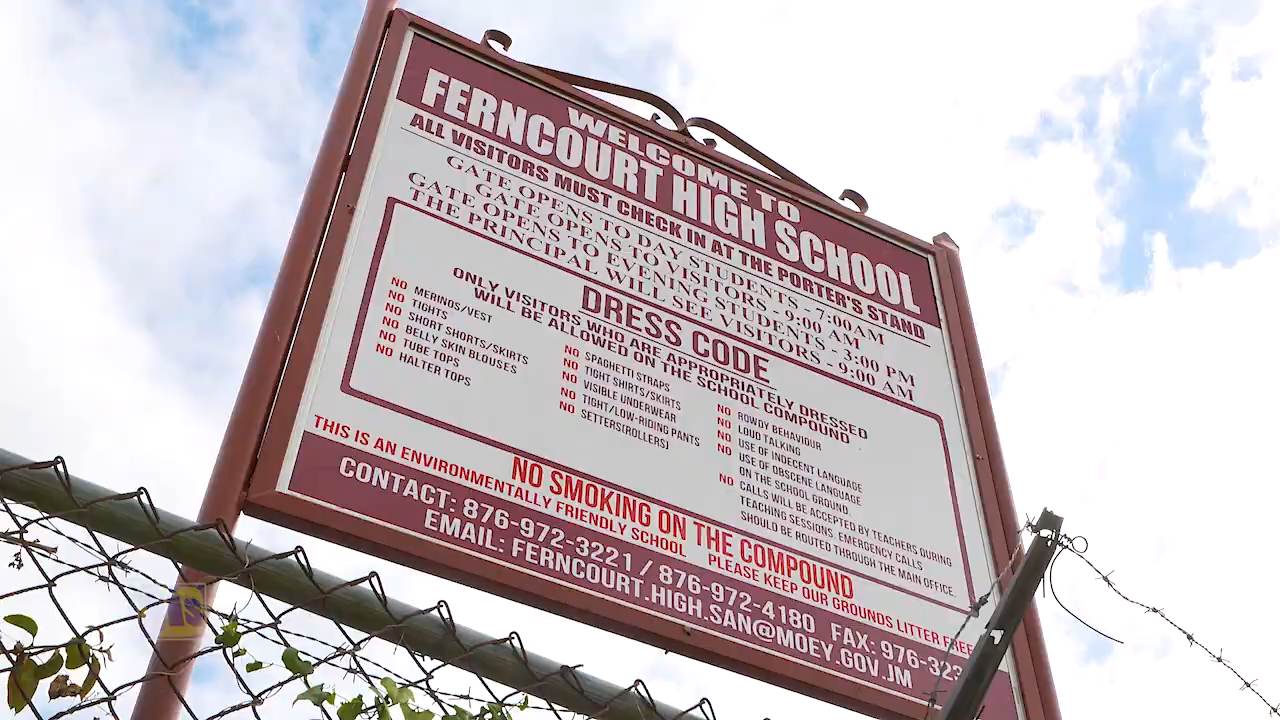 WELCOME TO
FERNCOURT HIGH SCHOOL
ALL VISITORS MUST CHECK IN AT THE PORTER'S STAND
GATE OPENS TO DAY STUDENTS - 7:00AM
GATE OPENS TO VISITORS - 9:00 AM
GATE OPENS TO EVENING STUDENTS - 3:00 PM
THE PRINCIPAL WILL SEE VISITORS - 9:00 AM
DRESS CODE
ONLY VISITORS WHO ARE APPROPRIATELY DRESSED
WILL BE ALLOWED ON THE SCHOOL COMPOUND
NO MERINOS/VEST
NO TIGHTS
NO SHORT SHORTS/SKIRTS
NO BELLY SKIN BLOUSES
NO TUBE TOPS
NO HALTER TOPS
NO SPAGHETTI STRAPS
NO TIGHT SHIRTS/SKIRTS
NO VISIBLE UNDERWEAR
NO TIGHT/LOW-RIDING PANTS
NO SETTERS(ROLLERS)
NO ROWDY BEHAVIOUR
NO LOUD TALKING
NO USE OF INDECENT LANGUAGE
NO USE OF OBSCENE LANGUAGE
ON THE SCHOOL GROUND
NO CALLS WILL BE ACCEPTED BY TEACHERS DURING
TEACHING SESSIONS. EMERGENCY CALLS
SHOULD BE ROUTED THROUGH THE MAIN OFFICE.
NO SMOKING ON THE COMPOUND
THIS IS AN ENVIRONMENTALLY FRIENDLY SCHOOL PLEASE KEEP OUR GROUNDS LITTER FREE
CONTACT: 876-972-3221 / 876-972-4180 FAX: 976-323
EMAIL: FERNCOURT.HIGH.SAN@MOEY.GOV.JM